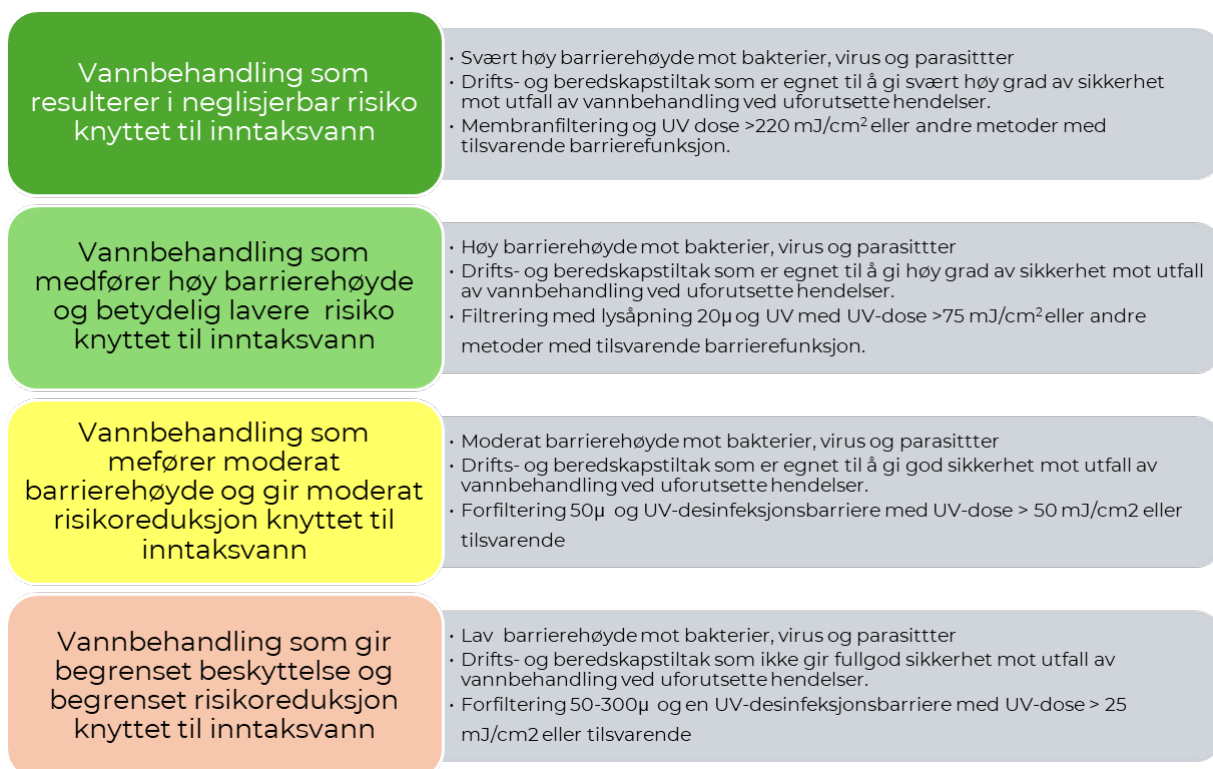 Vannbehandling som
resulterer i neglisjerbar risiko
knyttet til inntaksvann
· Svært høy barrierehøyde mot bakterier, virus og parasittter
· Drifts- og beredskapstiltak som er egnet til å gi svært høy grad av sikkerhet
mot utfall av vannbehandling ved uforutsette hendelser.
· Membranfiltering og UV dose >220 mJ/cm² eller andre metoder med
tilsvarende barrierefunksjon.
Vannbehandling som
medfører høy barrierehøyde
og betydelig lavere risiko
knyttet til inntaksvann
· Høy barrierehøyde mot bakterier, virus og parasittter
· Drifts- og beredskapstiltak som er egnet til å gi høy grad av sikkerhet mot utfall
av vannbehandling ved uforutsette hendelser.
· Filtrering med lysåpning 20µ og UV med UV-dose >75 mJ/cm² eller andre
metoder med tilsvarende barrierefunksjon.
Vannbehandling som
mefører moderat
barrierehøyde og gir moderat
risikoreduksjon knyttet til
inntaksvann
· Moderat barrierehøyde mot bakterier, virus og parasittter
· Drifts- og beredskapstiltak som er egnet til å gi god sikkerhet mot utfall av
vannbehandling ved uforutsette hendelser.
· Forfiltering 50µ og UV-desinfeksjonsbarriere med UV-dose > 50 mJ/cm2 eller
tilsvarende
Vannbehandling som gir
begrenset beskyttelse og
begrenset risikoreduksjon
knyttet til inntaksvann
· Lav barrierehøyde mot bakterier, virus og parasittter
· Drifts- og beredskapstiltak som ikke gir fullgod sikkerhet mot utfall av
vannbehandling ved uforutsette hendelser.
· Forfiltering 50-300µ og en UV-desinfeksjonsbarriere med UV-dose > 25
mJ/cm2 eller tilsvarende